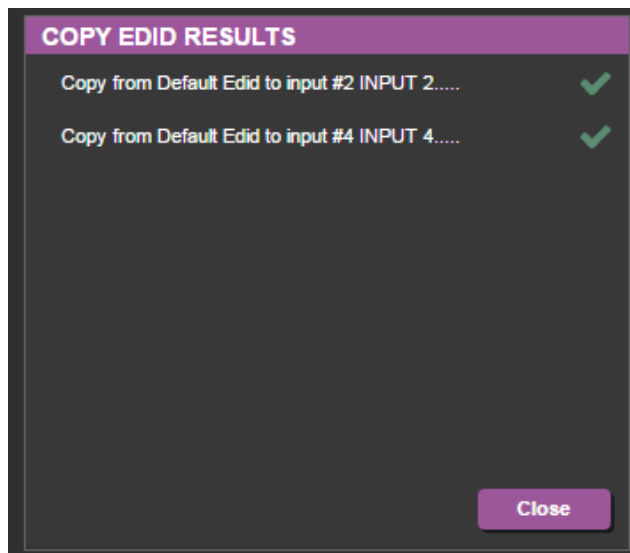 COPY EDID RESULTS
Copy from Default Edid to input #2 INPUT 2.....
Copy from Default Edid to input #4 INPUT 4.....
Close